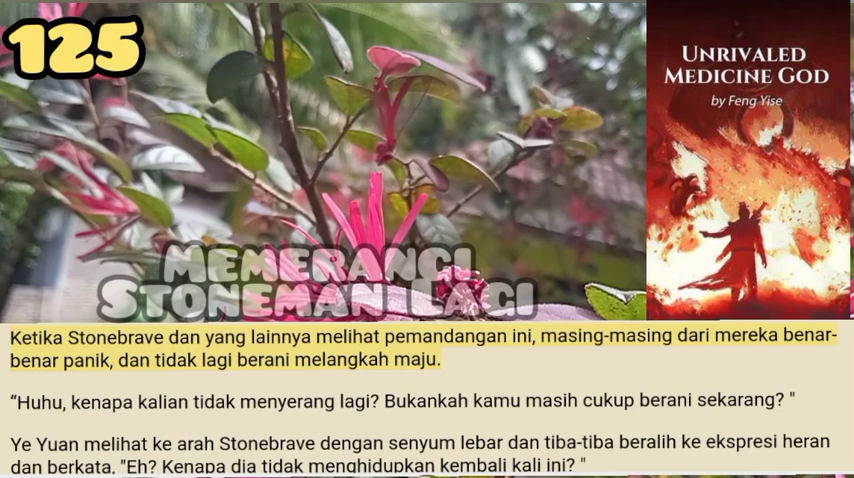 125
UNRIVALED
MEDICINE GOD
by Feng Yise
MEMERANGI
STONEMAN LAGI
Ketika Stonebrave dan yang lainnya melihat pemandangan ini, masing-masing dari mereka benar-
benar panik, dan tidak lagi berani melangkah maju.
“Huhu, kenapa kalian tidak menyerang lagi? Bukankah kamu masih cukup berani sekarang? "
Ye Yuan melihat ke arah Stonebrave dengan senyum lebar dan tiba-tiba beralih ke ekspresi heran
dan berkata, "Eh? Kenapa dia tidak menghidupkan kembali kali ini? "